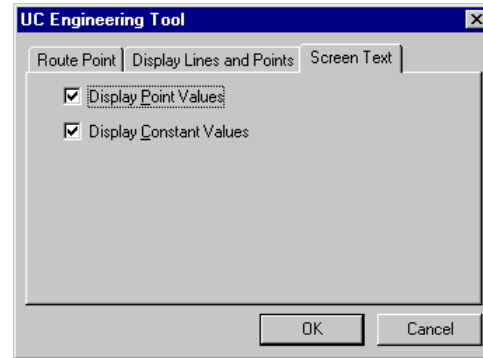 UC Engineering Tool
Route Point Display Lines and Points Screen Text
Display Point Values
Display Constant Values
OK Cancel